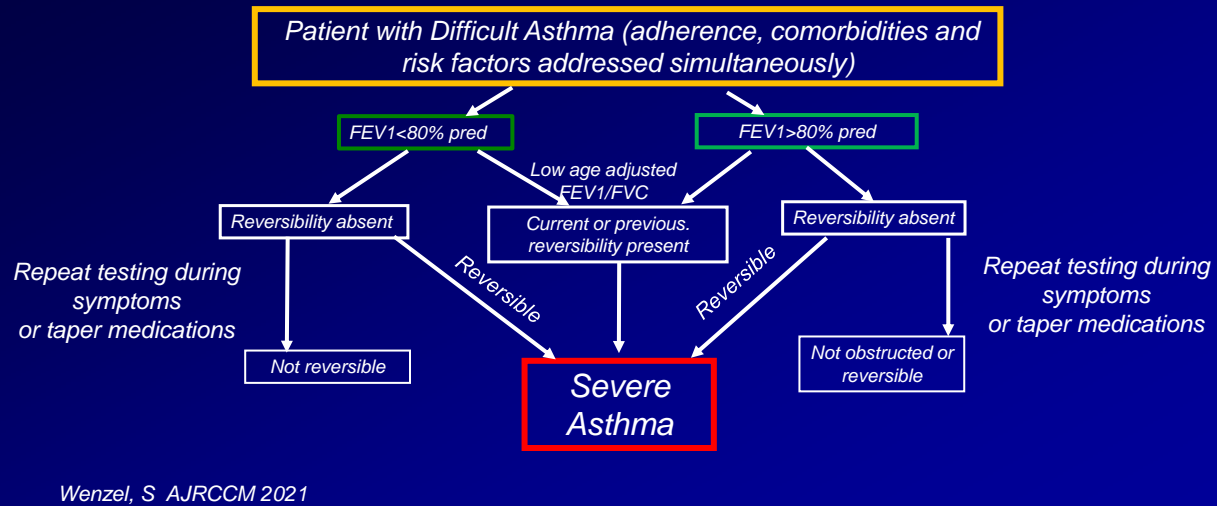 Patient with Difficult Asthma (adherence, comorbidities and
risk factors addressed simultaneously)
FEV1<80% pred
FEV1>80% pred
Low age adjusted
FEV1/FVC
Reversibility absent
Current or previous.
reversibility present
Reversibility absent
Repeat testing during
symptoms
or taper medications
Reversible
Reversible
Repeat testing during
symptoms
or taper medications
Not reversible
Severe
Asthma
Not obstructed or
reversible
Wenzel, S AJRCCM 2021